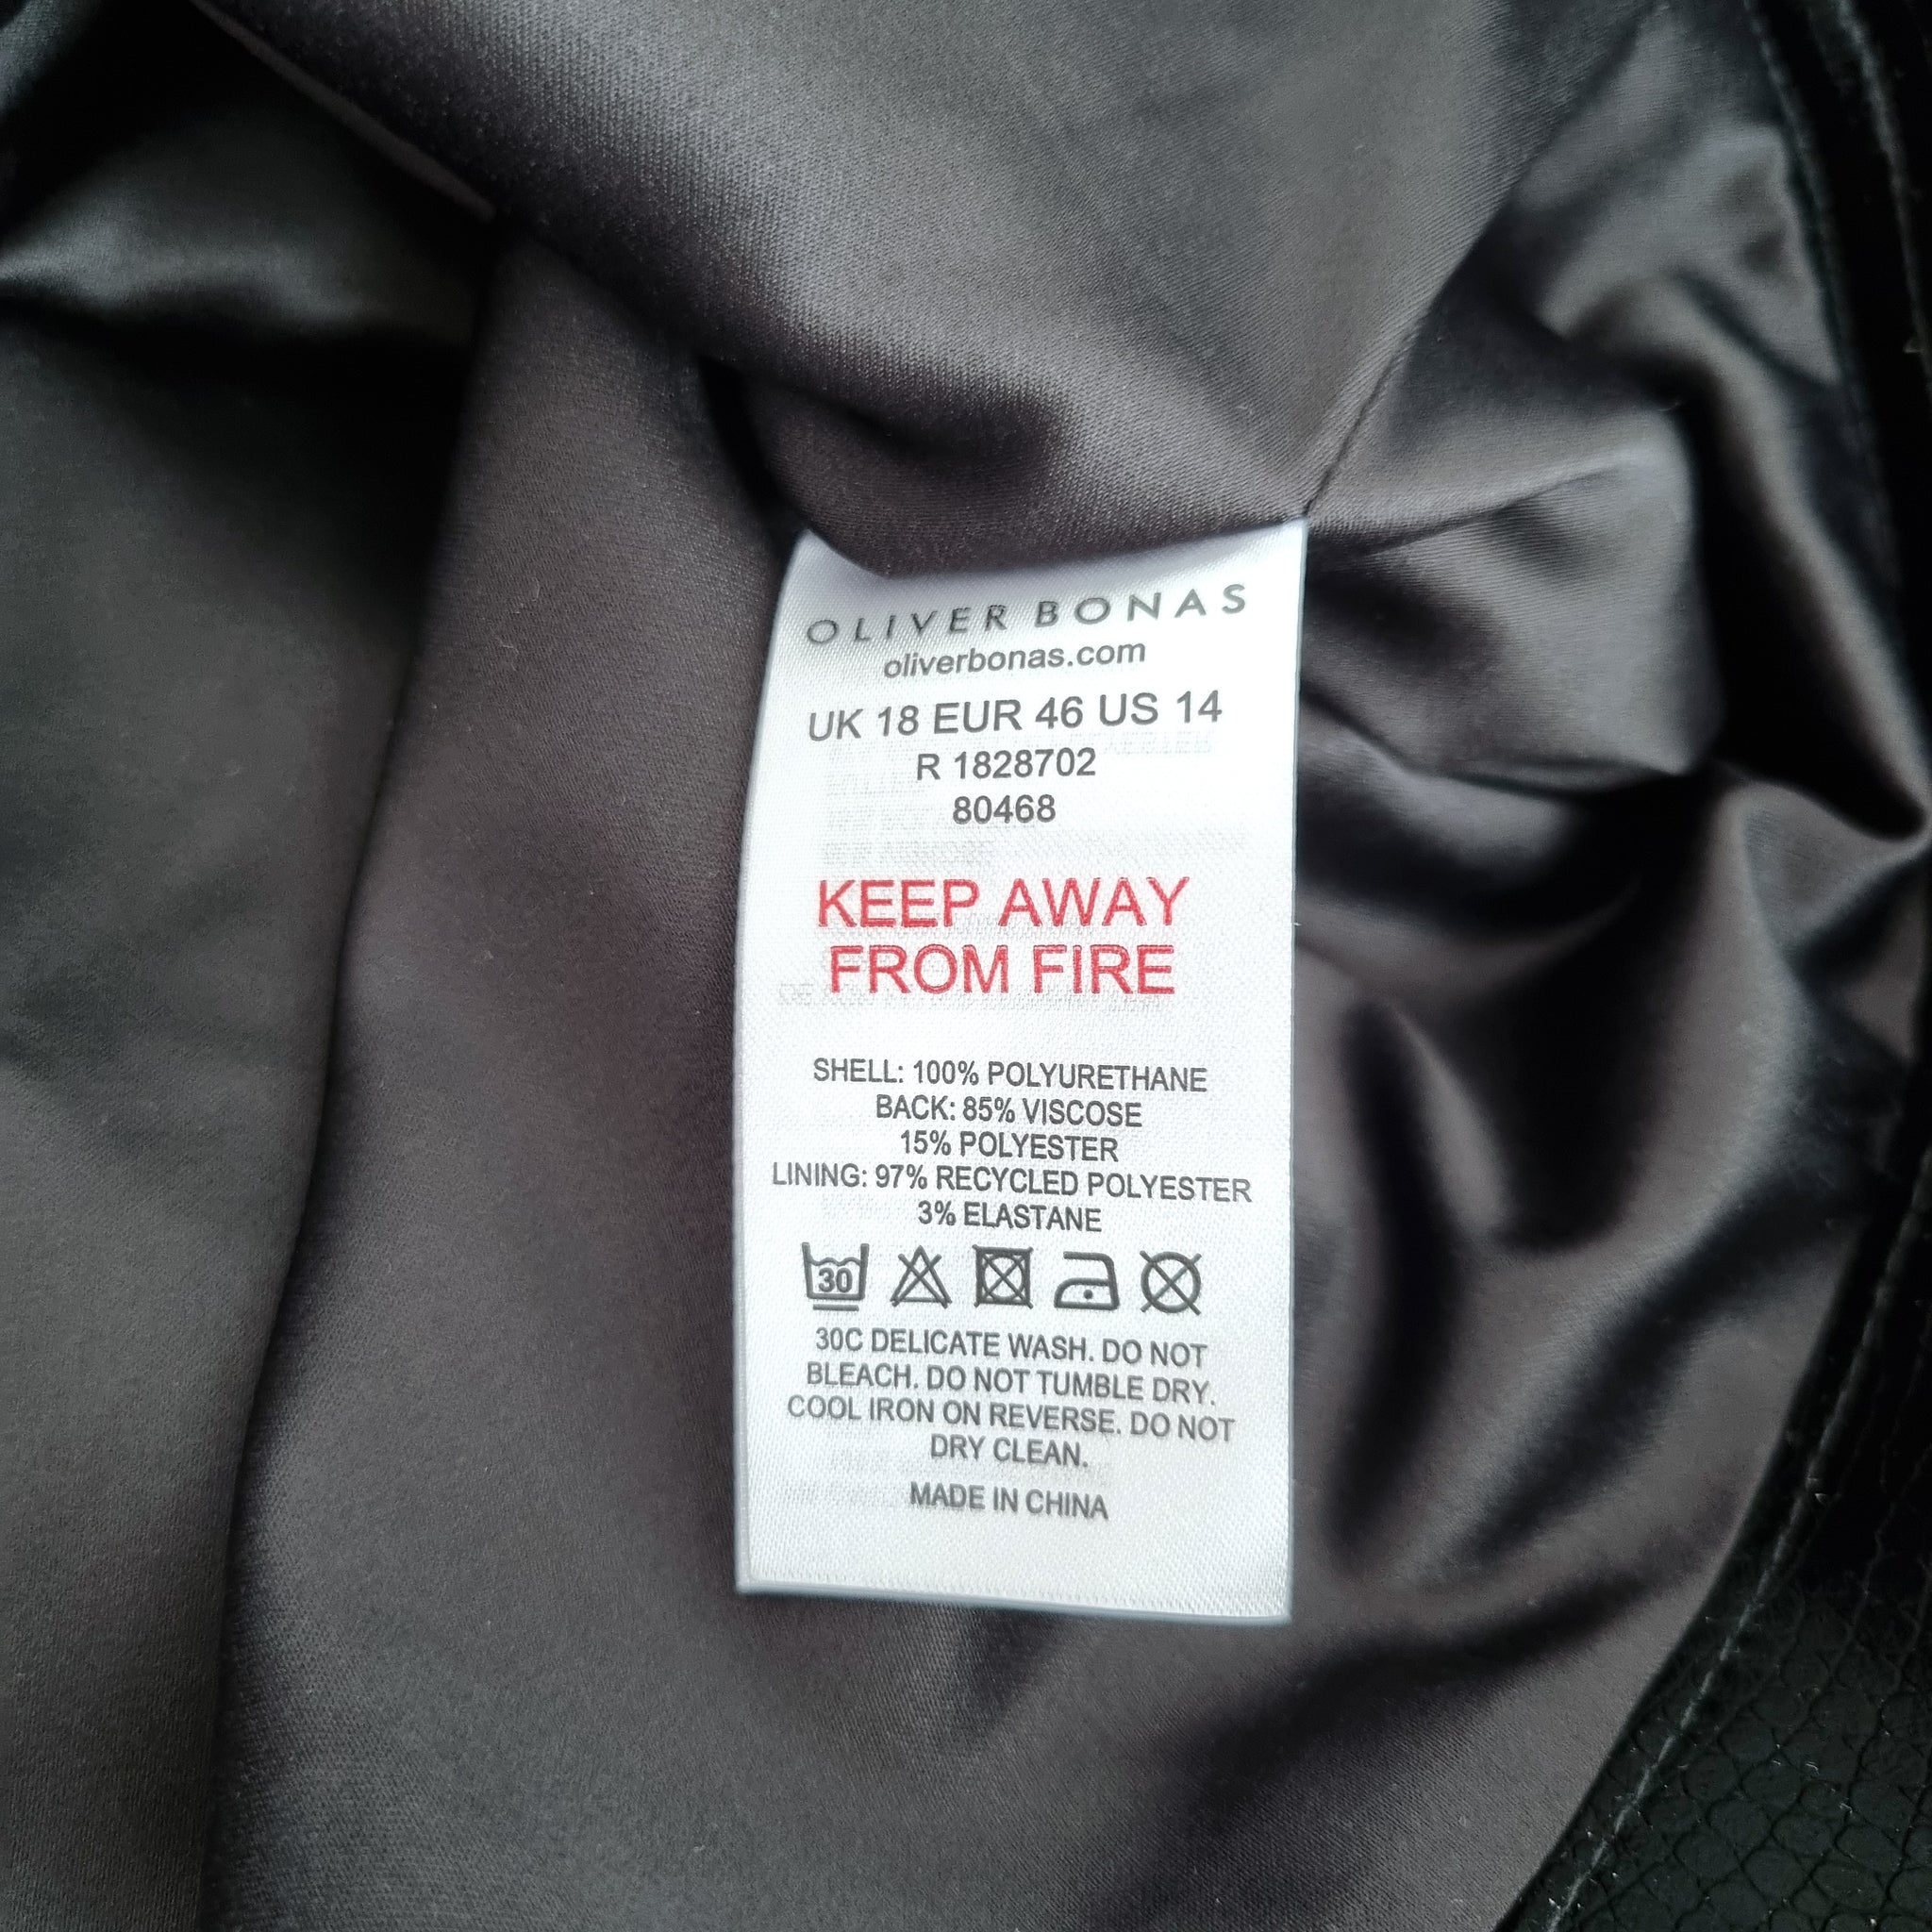 OLIVER BONAS
oliverbonas.com
UK 18 EUR 46 US 14
R 1828702
80468
KEEP AWAY
FROM FIRE
SHELL: 100% POLYURETHANE
BACK: 85% VISCOSE
15% POLYESTER
LINING: 97% RECYCLED POLYESTER
3% ELASTANE
30
30C DELICATE WASH. DO NOT
BLEACH. DO NOT TUMBLE DRY.
COOL IRON ON REVERSE. DO NOT
DRY CLEAN.
MADE IN CHINA